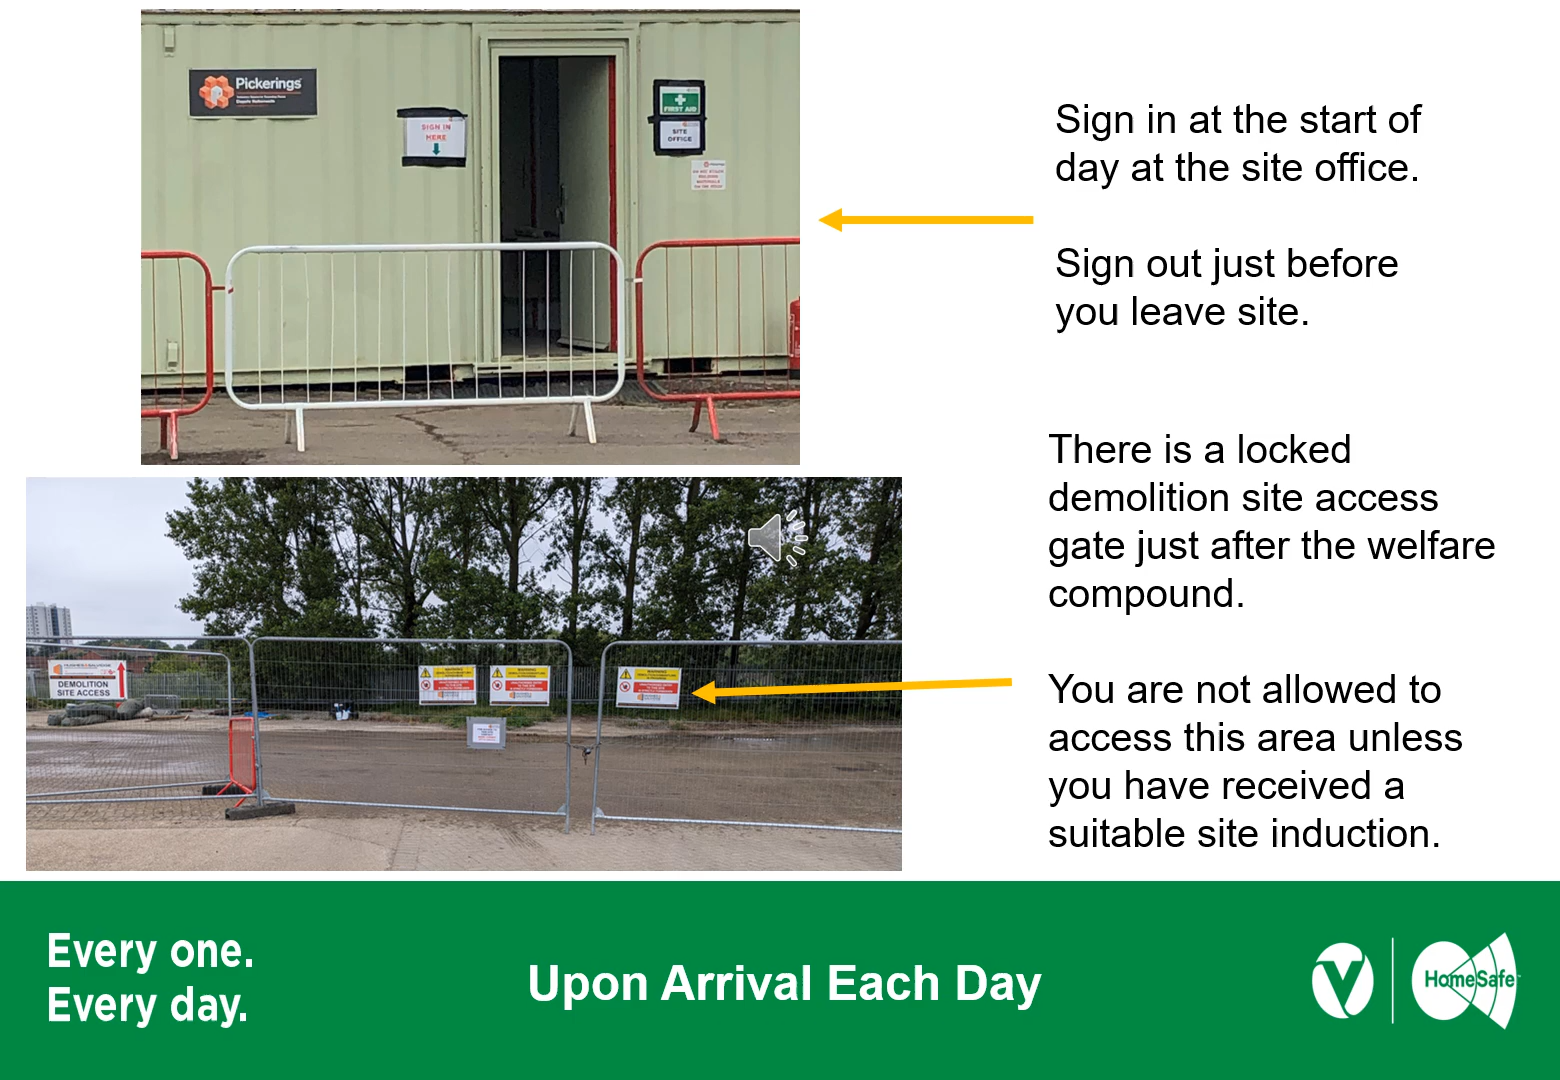 Pickerings
SIGN IN
HERE
FIRST AID
SITE
OFFICE
Sign in at the start of
day at the site office.
Sign out just before
you leave site.
There is a locked
demolition site access
gate just after the welfare
compound.
You are not allowed to
access this area unless
you have received a
suitable site induction.
DEMOLITION
SITE ACCESS
Every one.
Every day.
Upon Arrival Each Day
HomeSafe